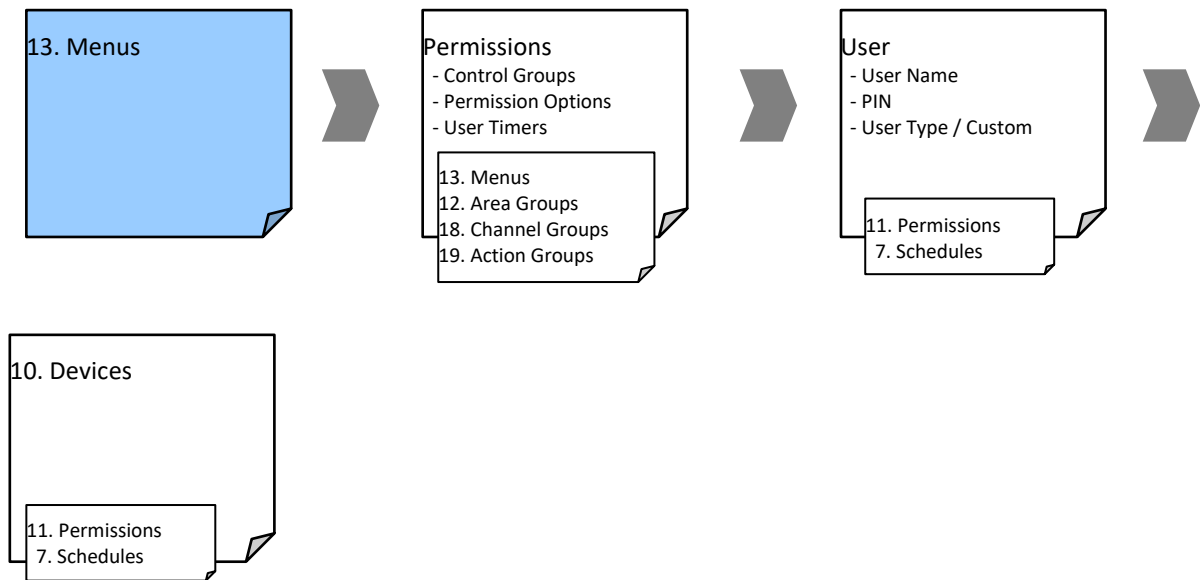 13. Menus
Permissions
- Control Groups
- Permission Options
- User Timers
13. Menus
12. Area Groups
18. Channel Groups
19. Action Groups
User
- User Name
- PIN
- User Type / Custom
11. Permissions
7. Schedules
10. Devices
11. Permissions
7. Schedules